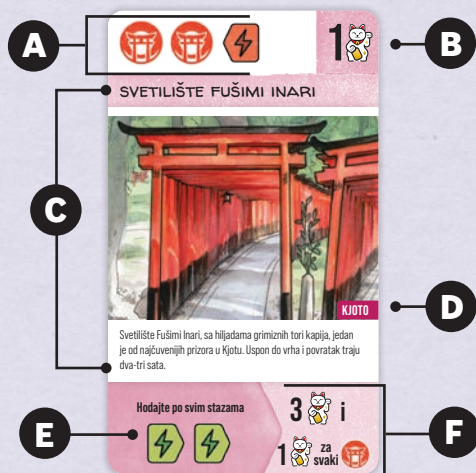 A
1
B
SVETILIŠTE FUŠIMI INARI
C
KJOTO
D
Svetilište Fušimi Inari, sa hiljadama grimiznih tori kapija, jedan
je od najčuvenijih prizora u Kjotu. Uspon do vrha i povratak traju
dva-tri sata.
Hodajte po svim stazama
3 i
E
F
1 za
svaki